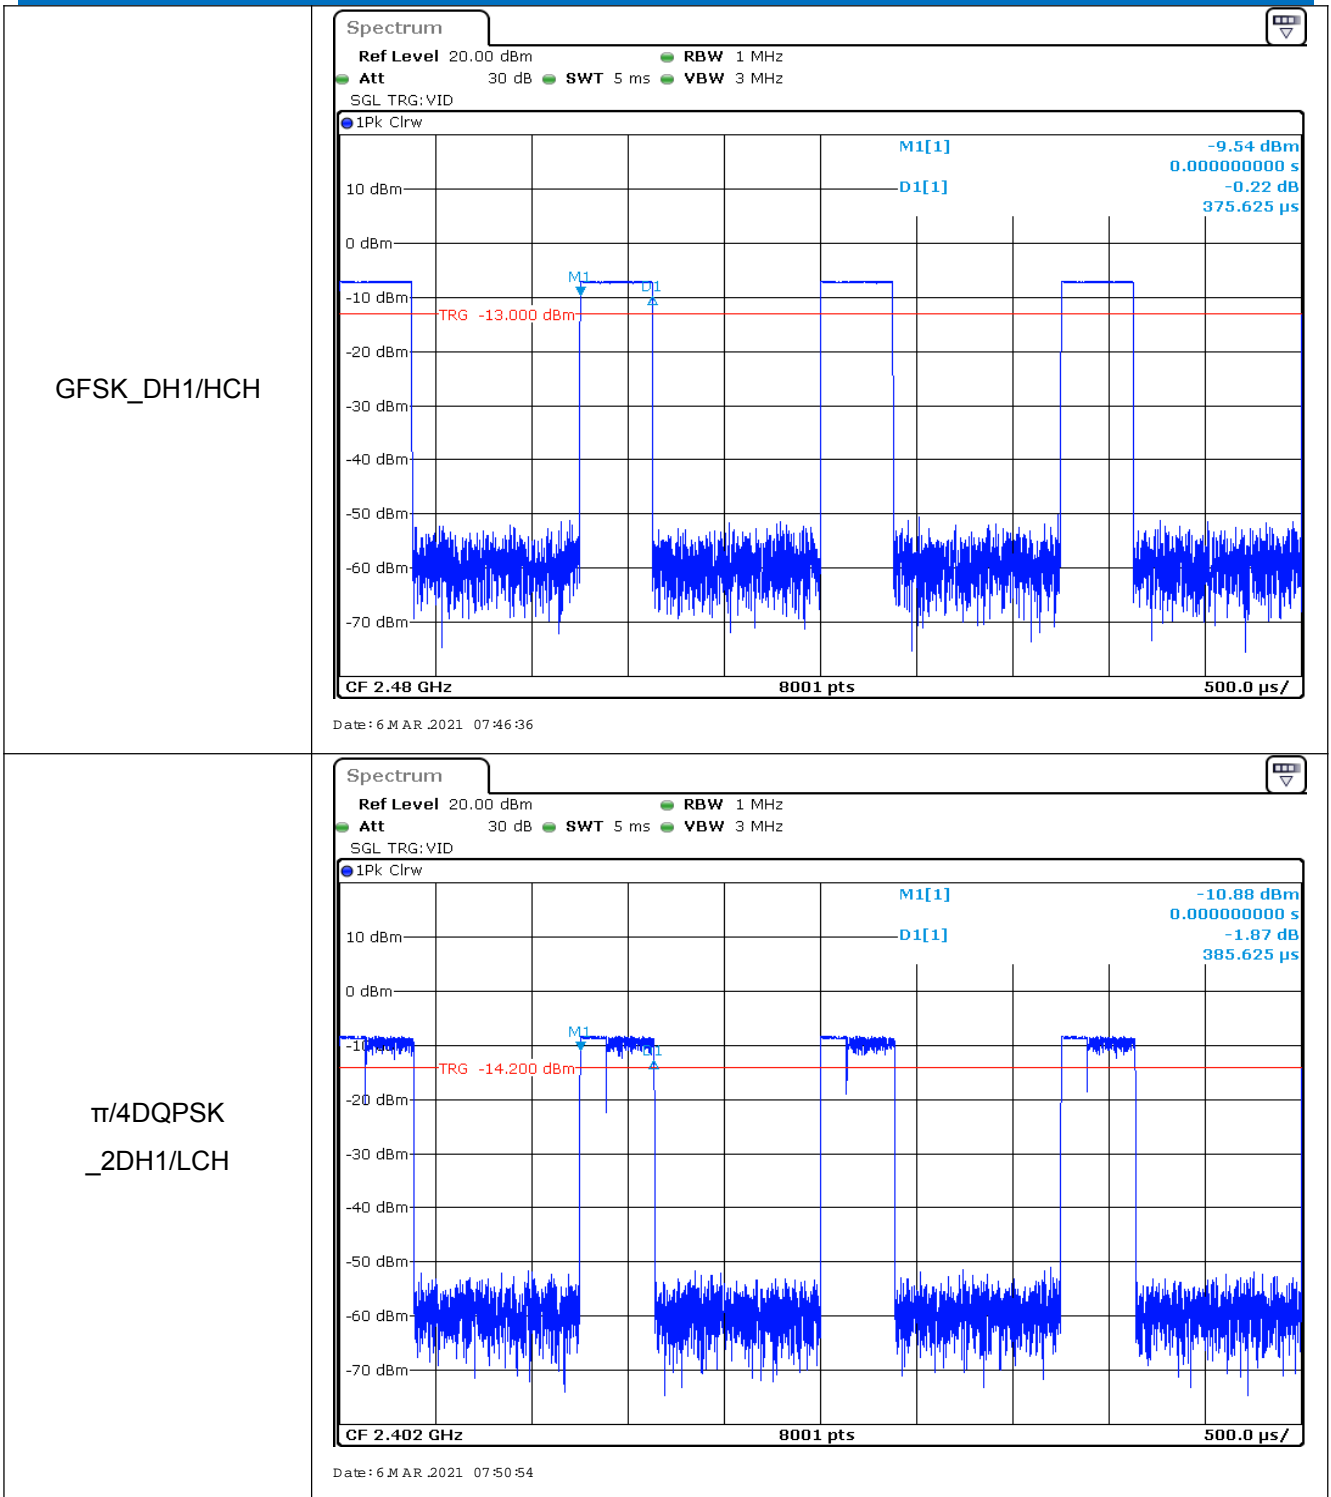 GFSK_DH1/HCH
Spectrum
Ref Level 20.00 dBm RBW 1 MHz
Att 30 dB SWT 5 ms VBW 3 MHz
SGL TRG:VID
1Pk Clrw
M1[1] -9.54 dBm
0.000000000 s
10 dBm D1[1] -0.22 dB
375.625 µs
0 dBm
M1
D1
-10 dBm
TRG -13.000 dBm
-20 dBm
-30 dBm
-40 dBm
-50 dBm
-60 dBm
-70 dBm
CF 2.48 GHz 8001 pts 500.0 µs/
Date: 6.MAR.2021 07:46:36
π/4DQPSK
_2DH1/LCH
Spectrum
Ref Level 20.00 dBm RBW 1 MHz
Att 30 dB SWT 5 ms VBW 3 MHz
SGL TRG:VID
1Pk Clrw
M1[1] -10.88 dBm
0.000000000 s
10 dBm D1[1] -1.87 dB
385.625 µs
0 dBm
M1
D1
TRG -14.200 dBm
-20 dBm
-30 dBm
-40 dBm
-50 dBm
-60 dBm
-70 dBm
CF 2.402 GHz 8001 pts 500.0 µs/
Date: 6.MAR.2021 07:50:54